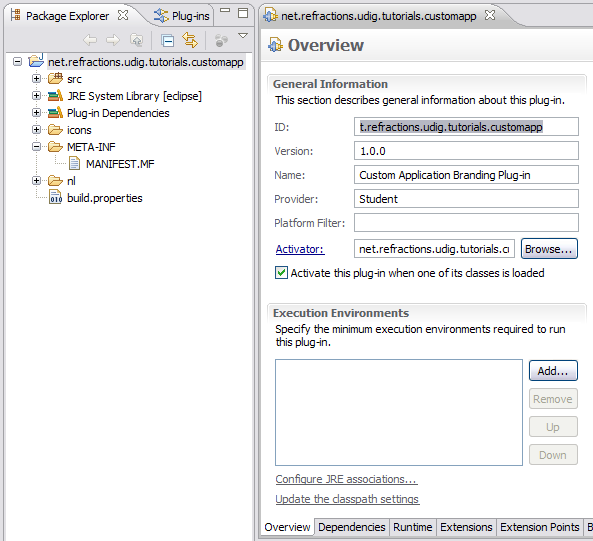 Package Explorer
Plug-ins
net.refractions.udig.tutorials.customapp
src
JRE System Library [eclipse]
Plug-in Dependencies
icons
META-INF
MANIFEST.MF
nl
build.properties
net.refractions.udig.tutorials.customapp
Overview
General Information
This section describes general information about this plug-in.
ID: t.refractions.udig.tutorials.customapp
Version: 1.0.0
Name: Custom Application Branding Plug-in
Provider: Student
Platform Filter:
Activator: net.refractions.udig.tutorials.cu Browse...
Activate this plug-in when one of its classes is loaded
Execution Environments
Specify the minimum execution environments required to run
this plug-in.
Add...
Remove
Up
Down
Configure JRE associations...
Update the classpath settings
Overview Dependencies Runtime Extensions Extension Points B